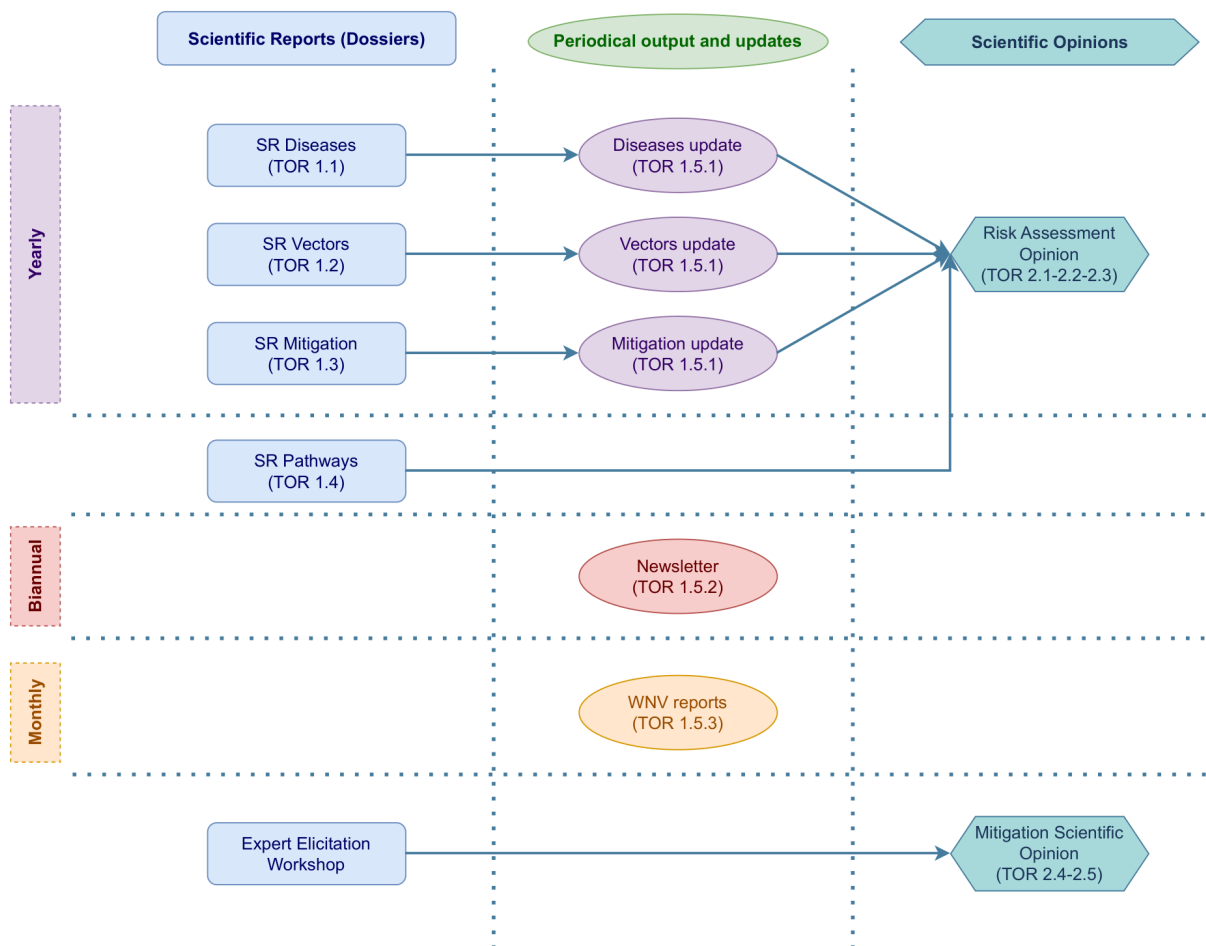 Scientific Reports (Dossiers)
Periodical output and updates
Scientific Opinions
Yearly
SR Diseases
(TOR 1.1)
Diseases update
(TOR 1.5.1)
SR Vectors
(TOR 1.2)
Vectors update
(TOR 1.5.1)
Risk Assessment
Opinion
(TOR 2.1-2.2-2.3)
SR Mitigation
(TOR 1.3)
Mitigation update
(TOR 1.5.1)
SR Pathways
(TOR 1.4)
Biannual
Newsletter
(TOR 1.5.2)
Monthly
WNV reports
(TOR 1.5.3)
Expert Elicitation
Workshop
Mitigation Scientific
Opinion
(TOR 2.4-2.5)